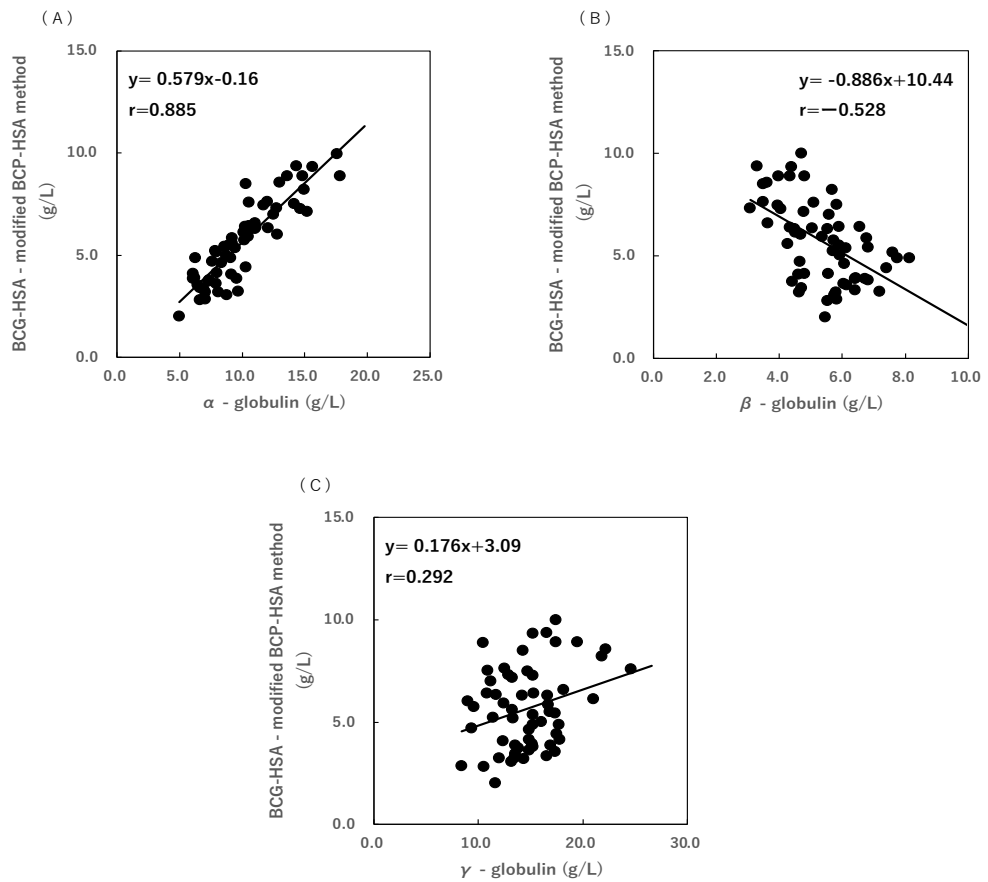 (A)
BCG-HSA - modified BCP-HSA method
(g/L)
15.0
10.0
5.0
0.0
y= 0.579x-0.16
r=0.885
0.0 5.0 10.0 15.0 20.0 25.0
α - globulin (g/L)
(B)
BCG-HSA - modified BCP-HSA method
(g/L)
15.0
10.0
5.0
0.0
y= -0.886x+10.44
r=－0.528
0.0 2.0 4.0 6.0 8.0 10.0
β - globulin (g/L)
(C)
BCG-HSA - modified BCP-HSA method
(g/L)
15.0
10.0
5.0
0.0
y= 0.176x+3.09
r=0.292
0.0 10.0 20.0 30.0
γ - globulin (g/L)